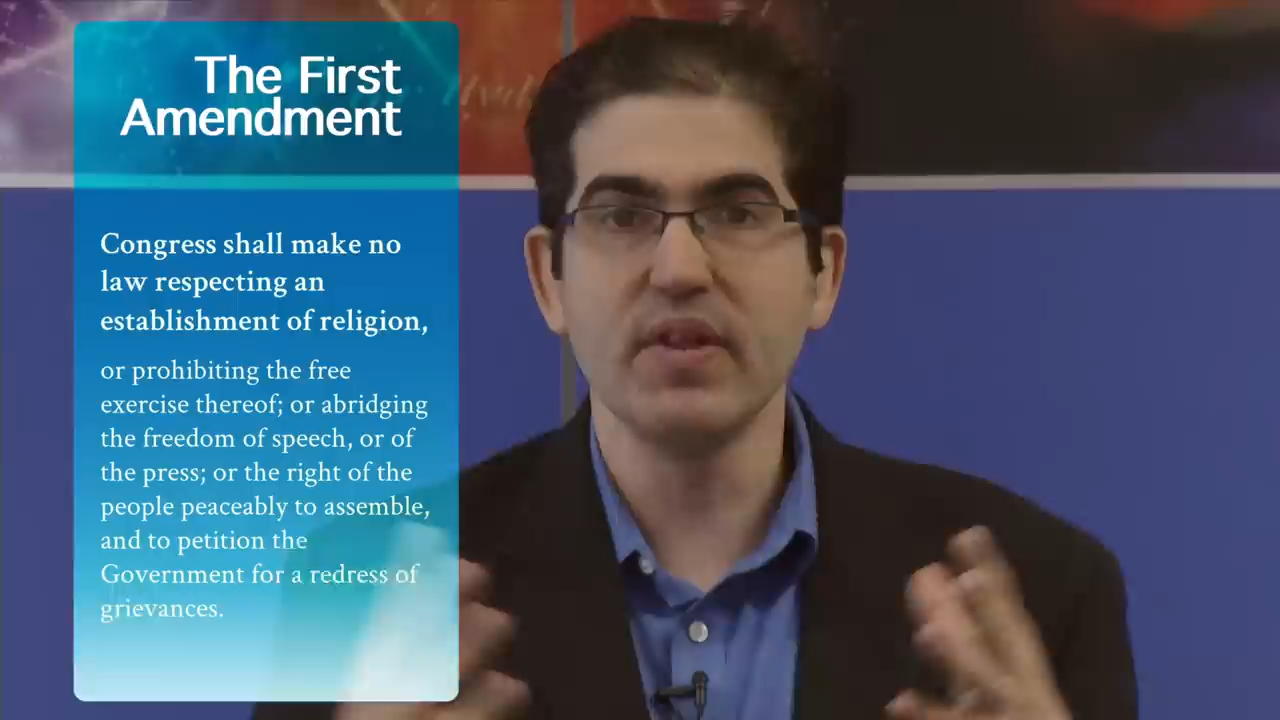 The First
Amendment
Congress shall make no
law respecting an
establishment of religion,
or prohibiting the free
exercise thereof; or abridging
the freedom of speech, or of
the press; or the right of the
people peaceably to assemble,
and to petition the
Government for a redress of
grievances.